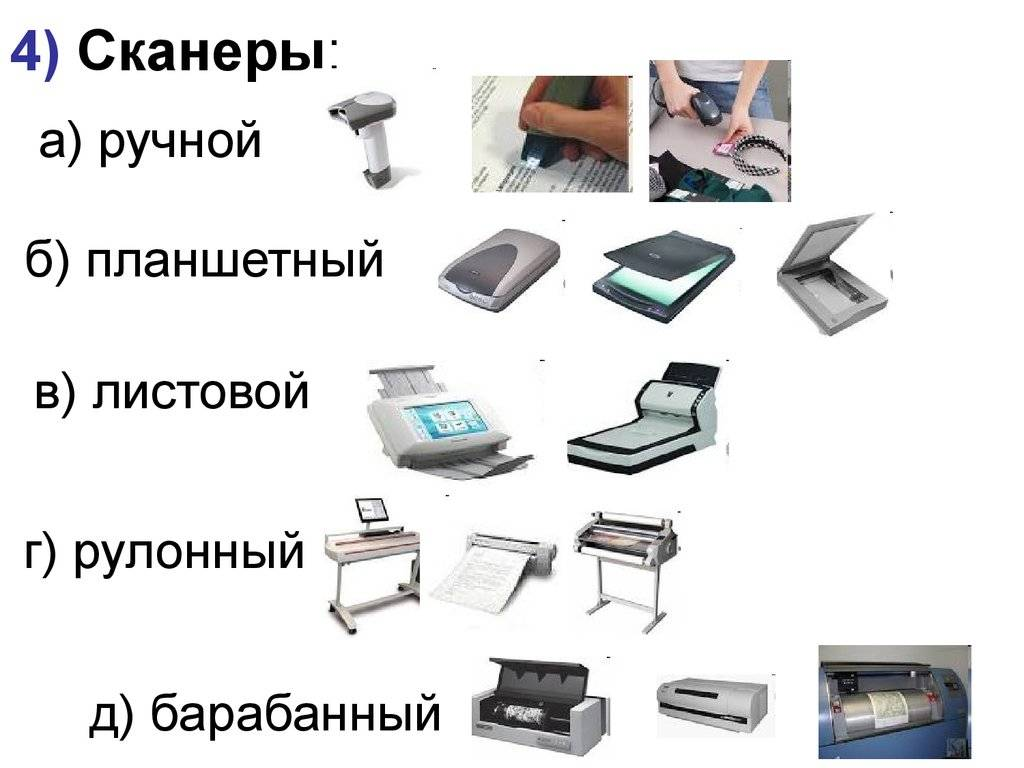 4) Сканеры:
а) ручной
б) планшетный
в) листовой
г) рулонный
д) барабанный